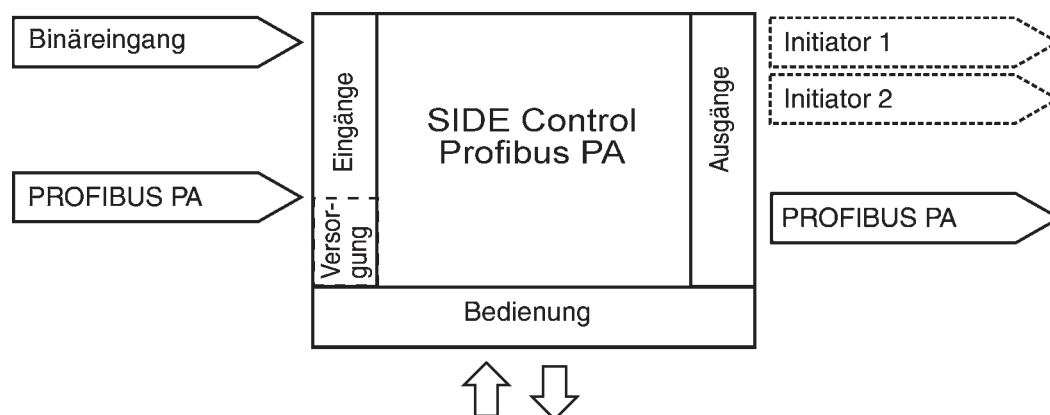 Binäreingang
PROFIBUS PA
Eingänge
Versor-
gung
SIDE Control
Profibus PA
Ausgänge
Initiator 1
Initiator 2
PROFIBUS PA
Bedienung